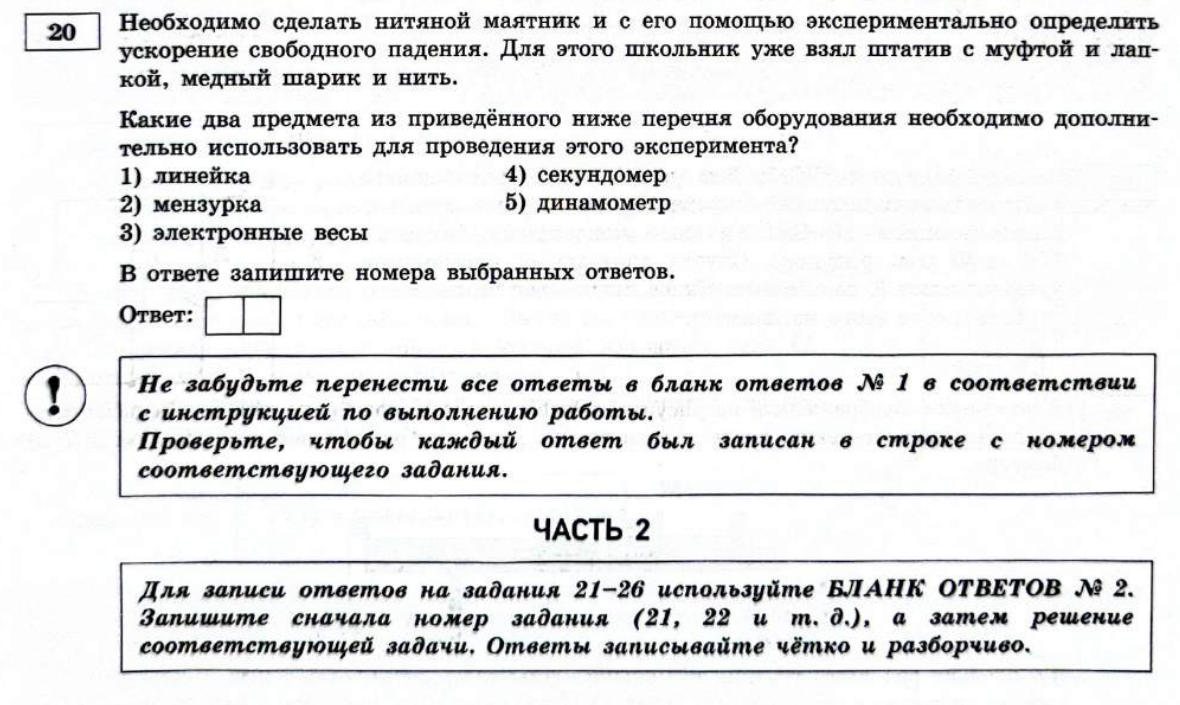 20
Необходимо сделать нитяной маятник и с его помощью экспериментально определить
ускорение свободного падения. Для этого школьник уже взял штатив с муфтой и лап-
кой, медный шарик и нить.
Какие два предмета из приведённого ниже перечня оборудования необходимо дополни-
тельно использовать для проведения этого эксперимента?
1) линейка
2) мензурка
3) электронные весы
4) секундомер
5) динамометр
В ответе запишите номера выбранных ответов.
Ответ:
!
Не забудьте перенести все ответы в бланк ответов № 1 в соответствии
с инструкцией по выполнению работы.
Проверьте, чтобы каждый ответ был записан в строке с номером
соответствующего задания.
ЧАСТЬ 2
Для записи ответов на задания 21–26 используйте БЛАНК ОТВЕТОВ № 2.
Запишите сначала номер задания (21, 22 и т. д.), а затем решение
соответствующей задачи. Ответы записывайте чётко и разборчиво.